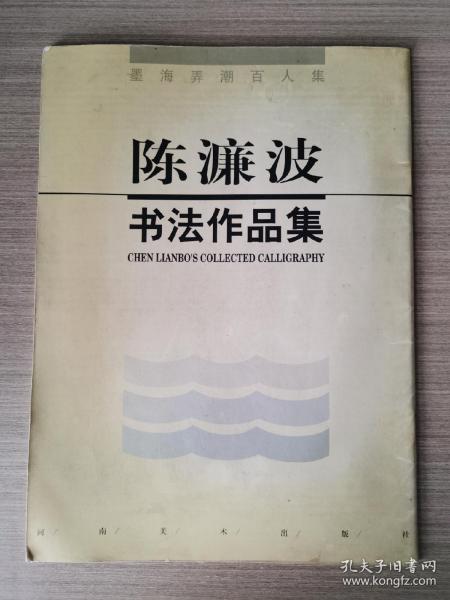 墨海弄潮百人集
陈濂波
书法作品集
CHEN LIANBO'S COLLECTED CALLIGRAPHY
河/南/美/术/出/版/社
孔夫子旧书网
www.kongfz.com